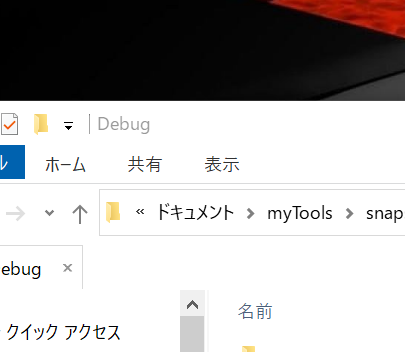 Debug
ル ホーム 共有 表示
« ドキュメント > myTools > snap
ebug ×
名前
クイック アクセス